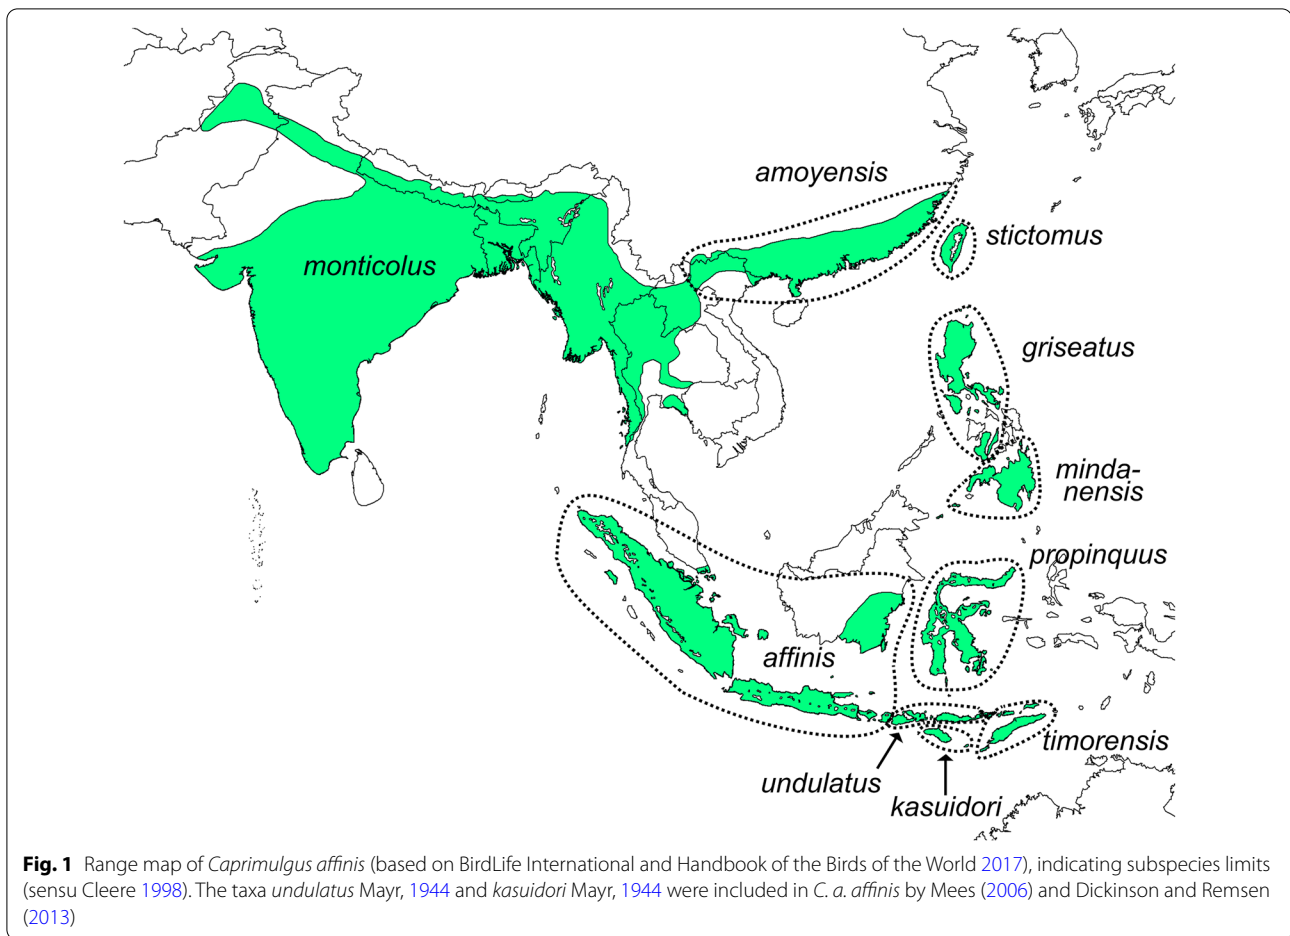 amoyensis
stictomus
monticolus
griseatus
minda-
nensis
propinquus
affinis
timorensis
undulatus
kasuidori
Fig. 1 Range map of Caprimulgus affinis (based on BirdLife International and Handbook of the Birds of the World 2017), indicating subspecies limits
(sensu Cleere 1998). The taxa undulatus Mayr, 1944 and kasuidori Mayr, 1944 were included in C. a. affinis by Mees (2006) and Dickinson and Remsen
(2013)